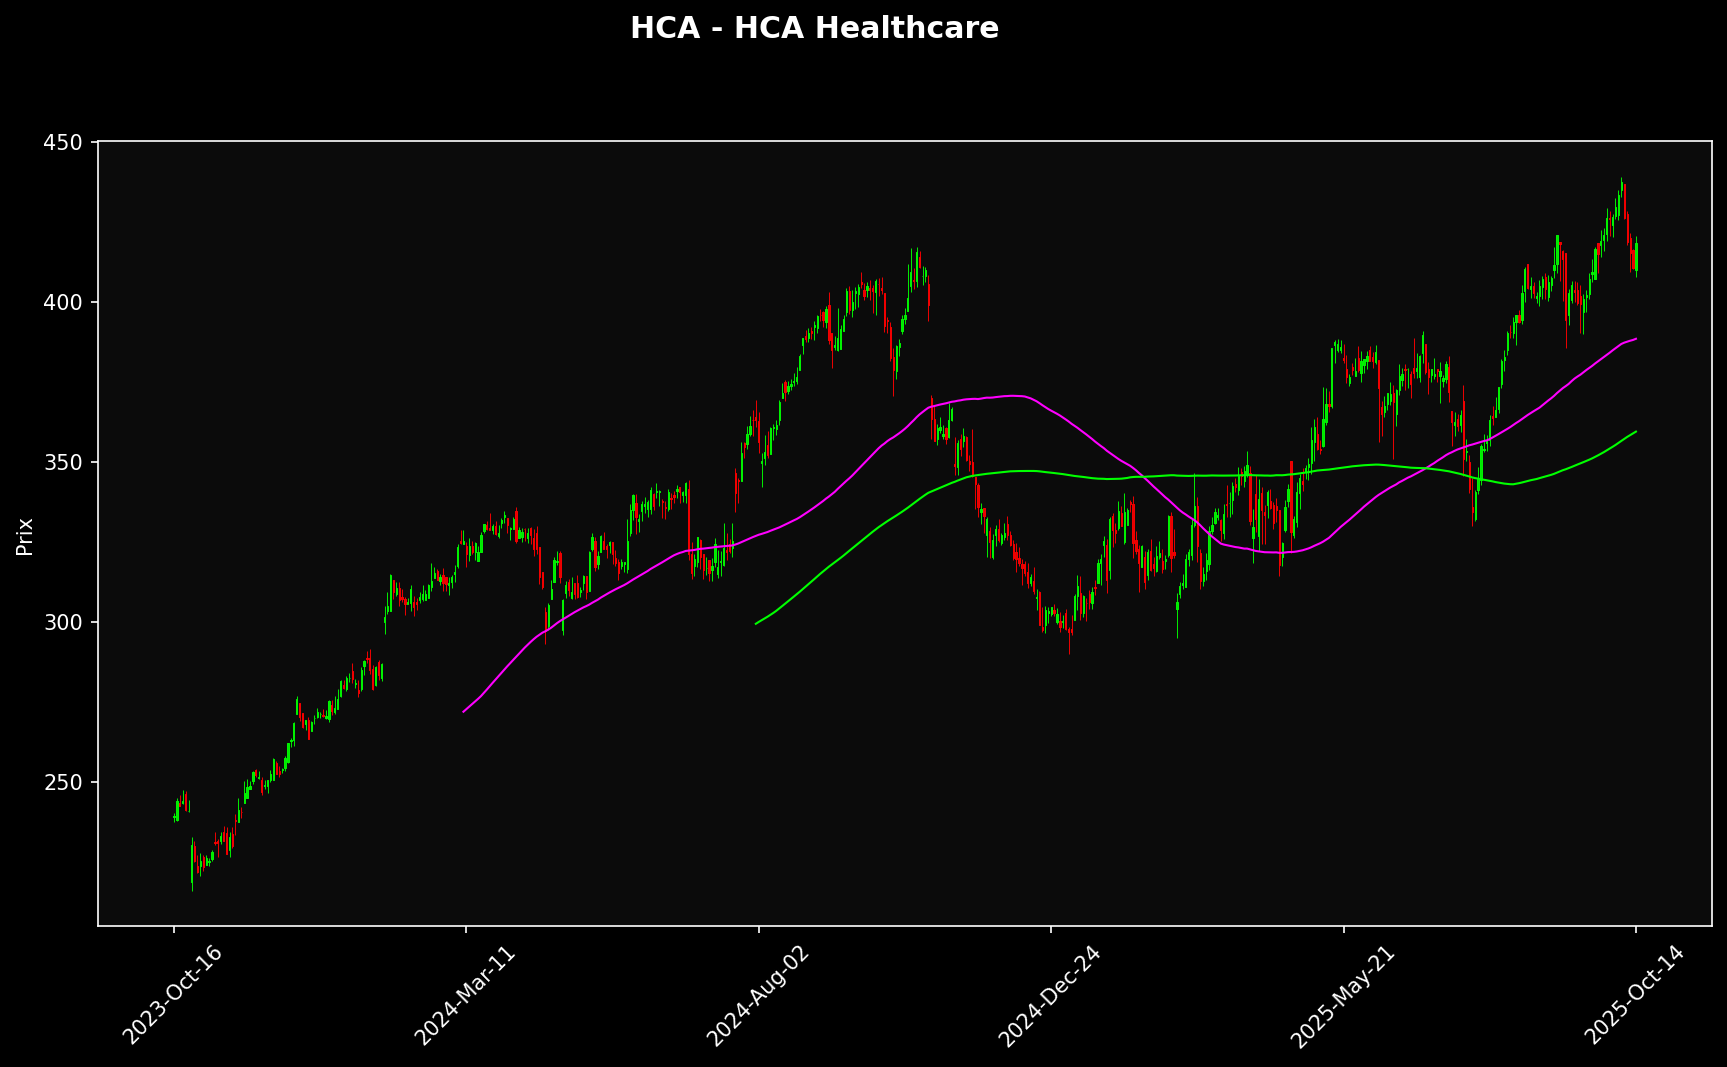 HCA - HCA Healthcare
450
400
350
300
250
Prix
2023-Oct-16
2024-Mar-11
2024-Aug-02
2024-Dec-24
2025-May-21
2025-Oct-14